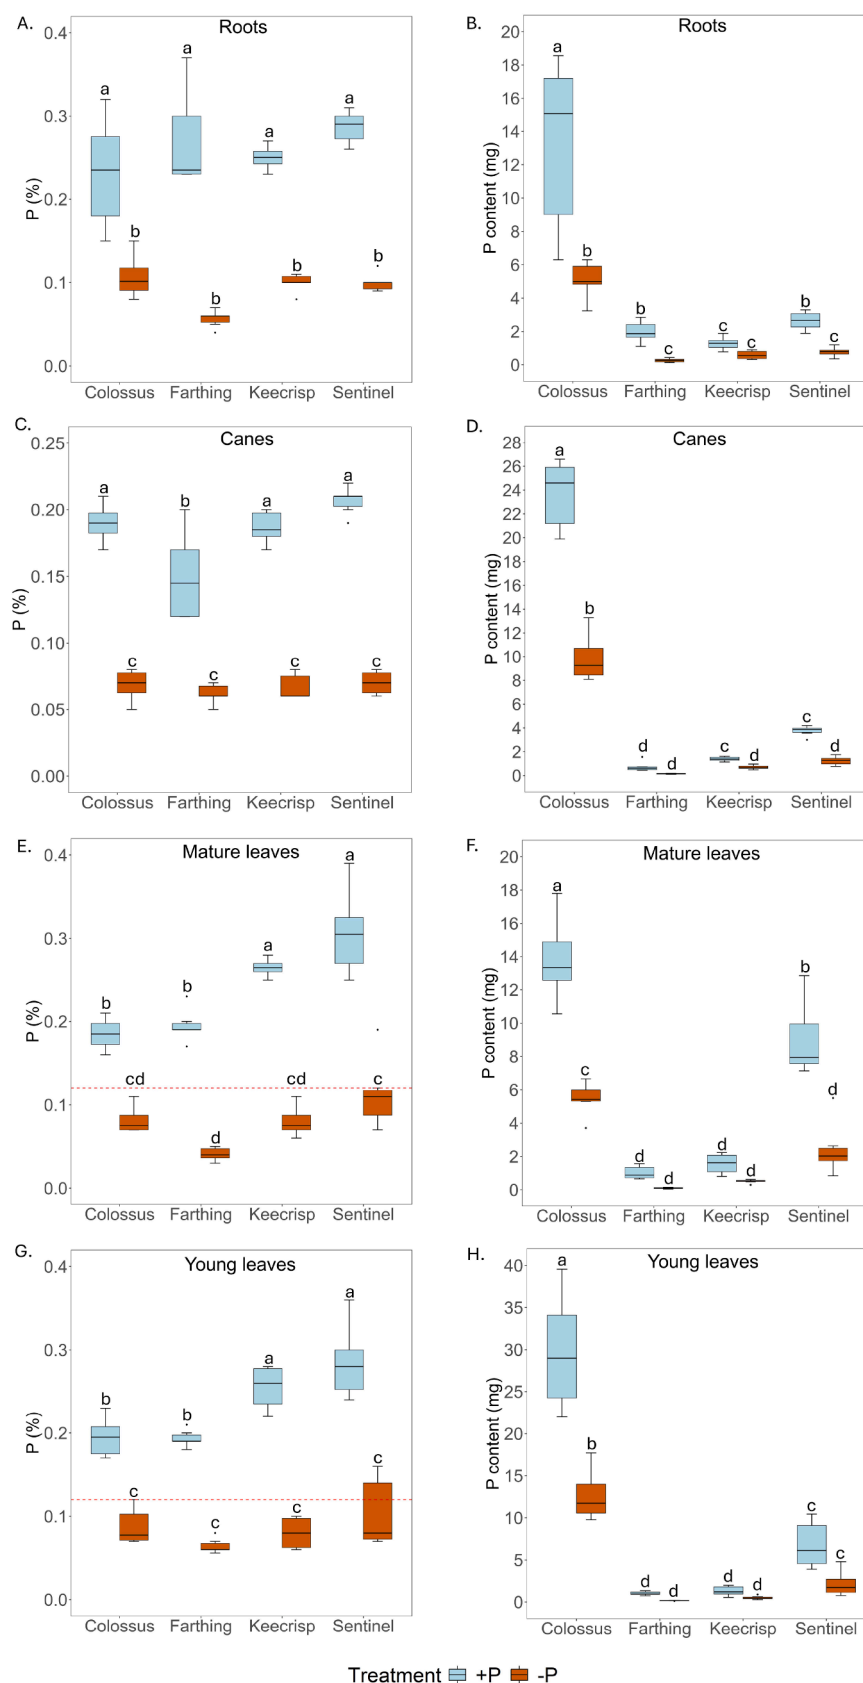 A.
Roots
P (%)
0.4
0.3
0.2
0.1
0.0
a
b
a
b
a
b
a
b
Colossus Farthing Keecrisp Sentinel
B.
Roots
P content (mg)
20
18
16
14
12
10
8
6
4
2
0
a
b
b
c
c
c
b
c
Colossus Farthing Keecrisp Sentinel
C.
Canes
P (%)
0.25
0.20
0.15
0.10
0.05
0.00
a
c
b
c
a
c
a
c
Colossus Farthing Keecrisp Sentinel
D.
Canes
P content (mg)
28
26
24
22
20
18
16
14
12
10
8
6
4
2
0
a
b
d
d
c
d
c
d
Colossus Farthing Keecrisp Sentinel
E.
Mature leaves
P (%)
0.4
0.3
0.2
0.1
0.0
b
cd
b
d
a
cd
a
c
Colossus Farthing Keecrisp Sentinel
F.
Mature leaves
P content (mg)
20
18
16
14
12
10
8
6
4
2
0
a
c
d
d
d
d
b
d
Colossus Farthing Keecrisp Sentinel
G.
Young leaves
P (%)
0.4
0.3
0.2
0.1
0.0
b
c
b
c
a
c
a
c
Colossus Farthing Keecrisp Sentinel
H.
Young leaves
P content (mg)
40
35
30
25
20
15
10
5
0
a
b
d
d
d
d
c
c
Colossus Farthing Keecrisp Sentinel
Treatment +P -P